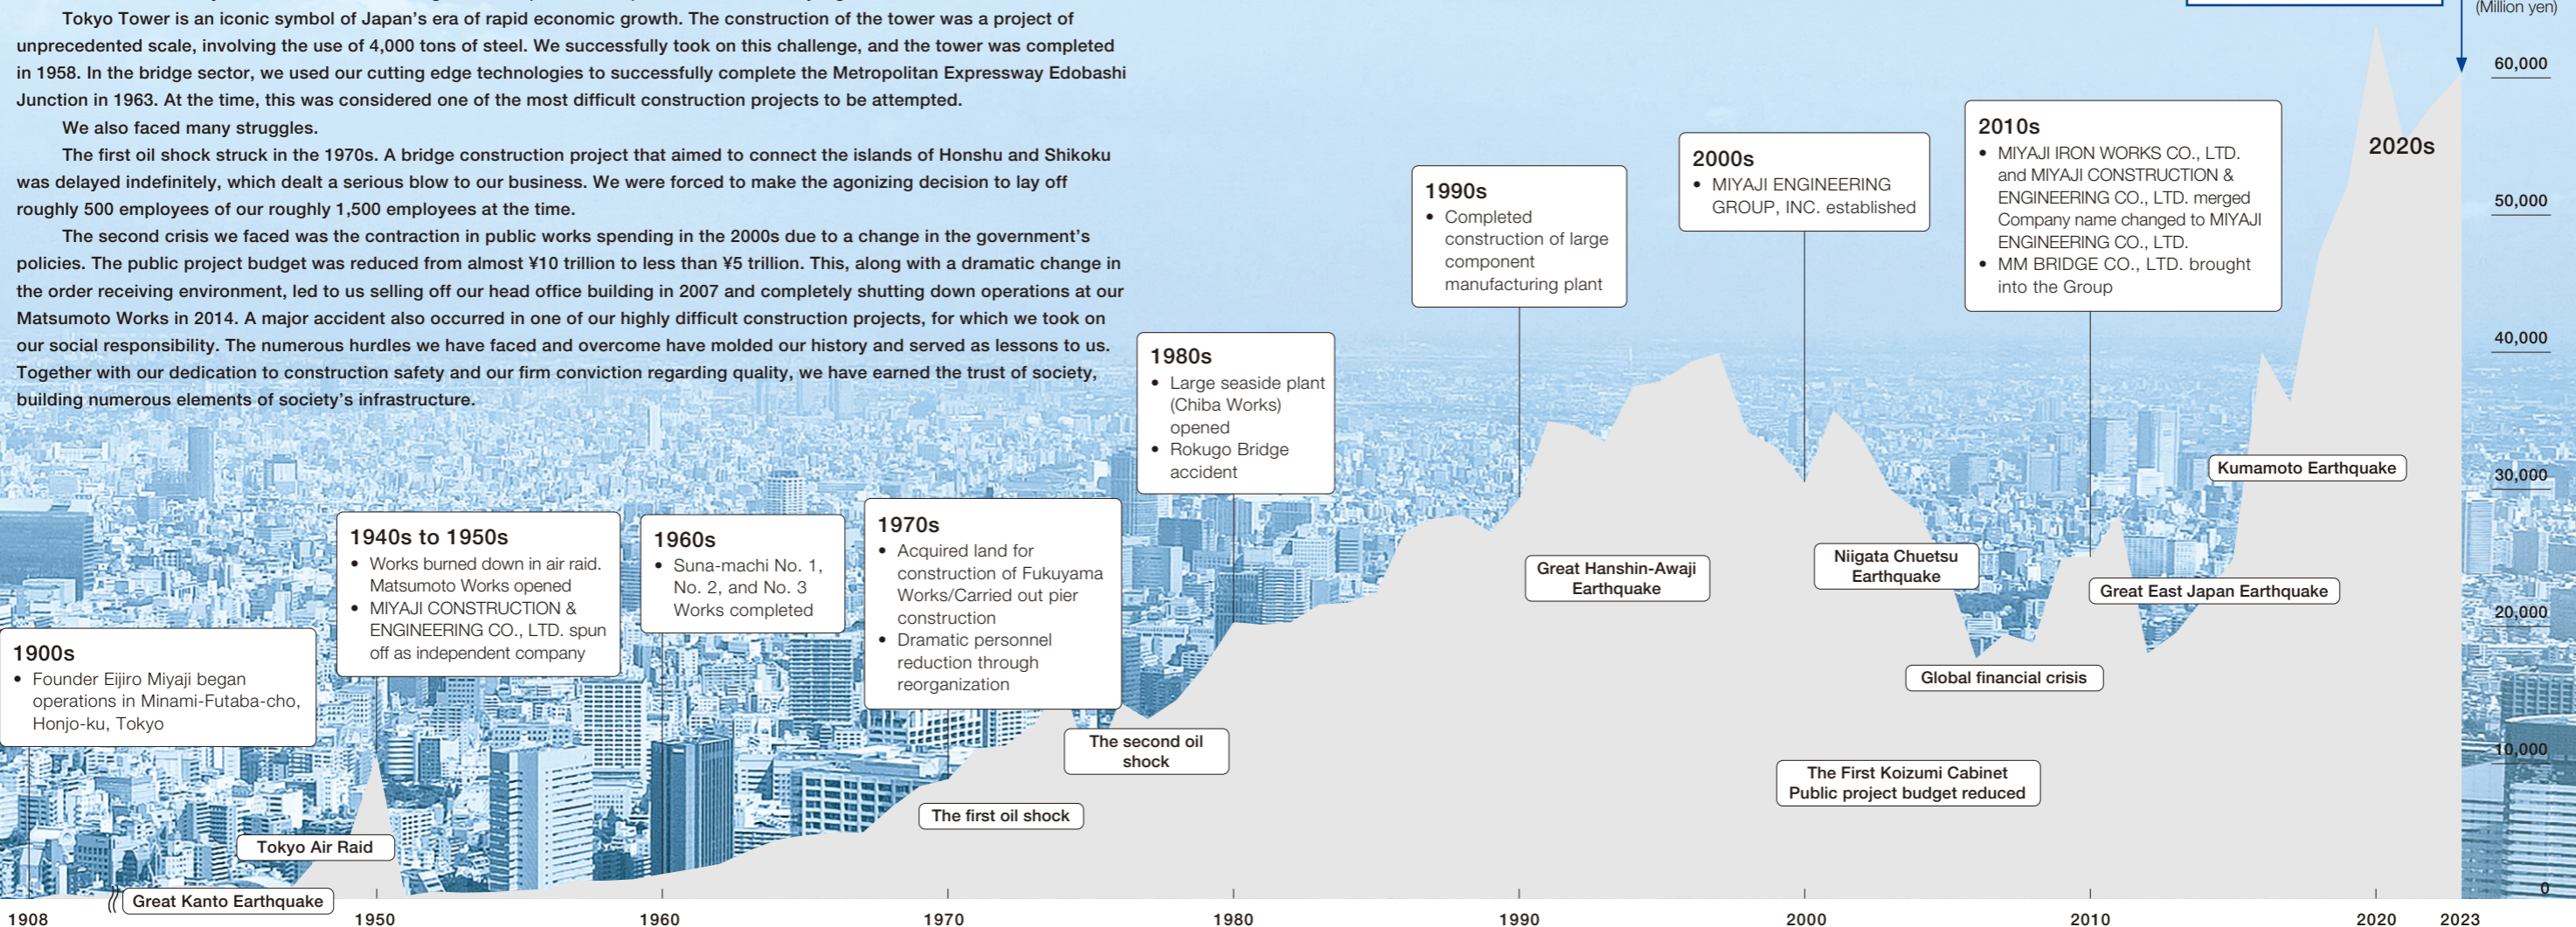 Tokyo Tower is an iconic symbol of Japan’s era of rapid economic growth. The construction of the tower was a project of
unprecedented scale, involving the use of 4,000 tons of steel. We successfully took on this challenge, and the tower was completed
in 1958. In the bridge sector, we used our cutting edge technologies to successfully complete the Metropolitan Expressway Edobashi
Junction in 1963. At the time, this was considered one of the most difficult construction projects to be attempted.
We also faced many struggles.
The first oil shock struck in the 1970s. A bridge construction project that aimed to connect the islands of Honshu and Shikoku
was delayed indefinitely, which dealt a serious blow to our business. We were forced to make the agonizing decision to lay off
roughly 500 employees of our roughly 1,500 employees at the time.
The second crisis we faced was the contraction in public works spending in the 2000s due to a change in the government’s
policies. The public project budget was reduced from almost ¥10 trillion to less than ¥5 trillion. This, along with a dramatic change in
the order receiving environment, led to us selling off our head office building in 2007 and completely shutting down operations at our
Matsumoto Works in 2014. A major accident also occurred in one of our highly difficult construction projects, for which we took on
our social responsibility. The numerous hurdles we have faced and overcome have molded our history and served as lessons to us.
Together with our dedication to construction safety and our firm conviction regarding quality, we have earned the trust of society,
building numerous elements of society’s infrastructure.
1900s
• Founder Eijiro Miyaji began
operations in Minami-Futaba-cho,
Honjo-ku, Tokyo
1940s to 1950s
• Works burned down in air raid.
Matsumoto Works opened
• MIYAJI CONSTRUCTION &
ENGINEERING CO., LTD. spun
off as independent company
1960s
• Suna-machi No. 1,
No. 2, and No. 3
Works completed
1970s
• Acquired land for
construction of Fukuyama
Works/Carried out pier
construction
• Dramatic personnel
reduction through
reorganization
1980s
• Large seaside plant
(Chiba Works)
opened
• Rokugo Bridge
accident
1990s
• Completed
construction of large
component
manufacturing plant
2000s
• MIYAJI ENGINEERING
GROUP, INC. established
2010s
• MIYAJI IRON WORKS CO., LTD.
and MIYAJI CONSTRUCTION &
ENGINEERING CO., LTD. merged
Company name changed to MIYAJI
ENGINEERING CO., LTD.
• MM BRIDGE CO., LTD. brought
into the Group
2020s
Great Kanto Earthquake
Tokyo Air Raid
The first oil shock
The second oil
shock
Great Hanshin-Awaji
Earthquake
Niigata Chuetsu
Earthquake
The First Koizumi Cabinet
Public project budget reduced
Global financial crisis
Great East Japan Earthquake
Kumamoto Earthquake
(Million yen)
60,000
50,000
40,000
30,000
20,000
10,000
0
1908
1950
1960
1970
1980
1990
2000
2010
2020
2023